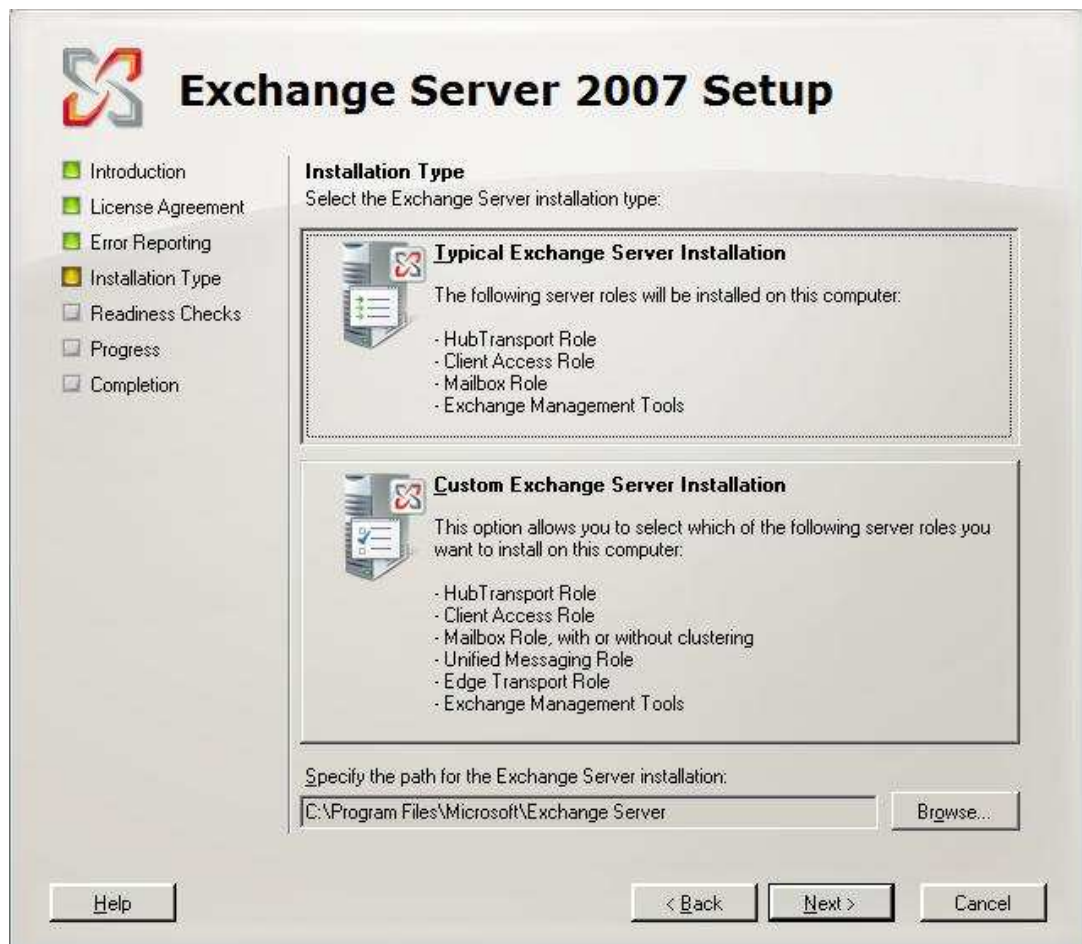 Exchange Server 2007 Setup
Introduction
License Agreement
Error Reporting
Installation Type
Readiness Checks
Progress
Completion
Installation Type
Select the Exchange Server installation type:
Typical Exchange Server Installation
The following server roles will be installed on this computer:
- HubTransport Role
- Client Access Role
- Mailbox Role
- Exchange Management Tools
Custom Exchange Server Installation
This option allows you to select which of the following server roles you
want to install on this computer:
- HubTransport Role
- Client Access Role
- Mailbox Role, with or without clustering
- Unified Messaging Role
- Edge Transport Role
- Exchange Management Tools
Specify the path for the Exchange Server installation:
C:\Program Files\Microsoft\Exchange Server
Browse...
Help
< Back
Next >
Cancel